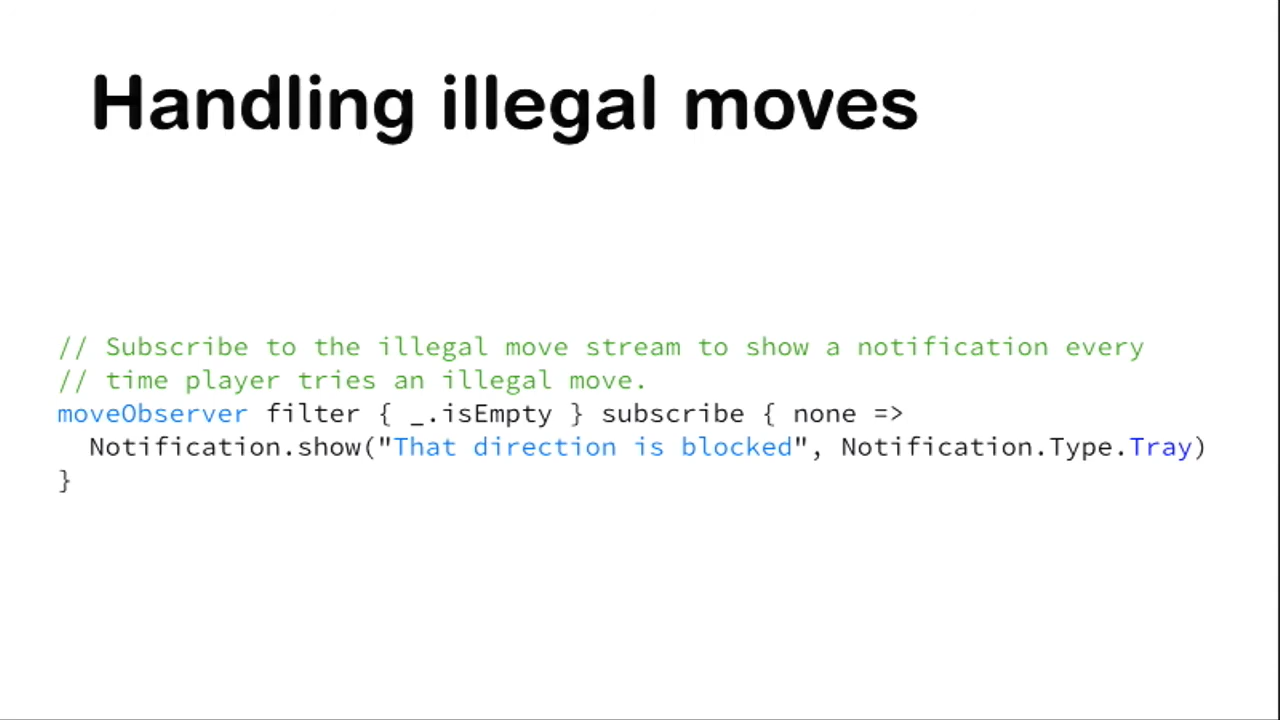 Handling illegal moves
// Subscribe to the illegal move stream to show a notification every
// time player tries an illegal move.
moveObserver filter { _.isEmpty } subscribe { none =>
  Notification.show("That direction is blocked", Notification.Type.Tray)
}